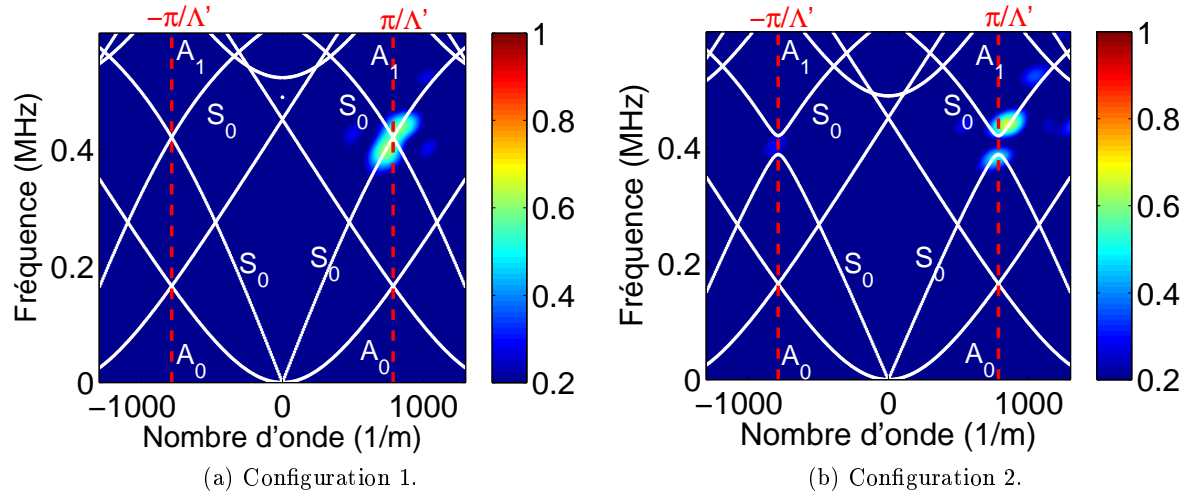 −π/Λ' π/Λ' −π/Λ' π/Λ'
1 1
A₁ A₁ A₁ A₁
S₀ S₀ S₀ S₀
0.8 0.8
0.4 0.4
0.6 0.6
Fréquence (MHz) Fréquence (MHz)
S₀ S₀ S₀ S₀
0.2 0.2
0.4 0.4
A₀ A₀ A₀ A₀
0 0.2 0 0.2
−1000 0 1000 −1000 0 1000
Nombre d'onde (1/m) Nombre d'onde (1/m)
(a) Configuration 1. (b) Configuration 2.